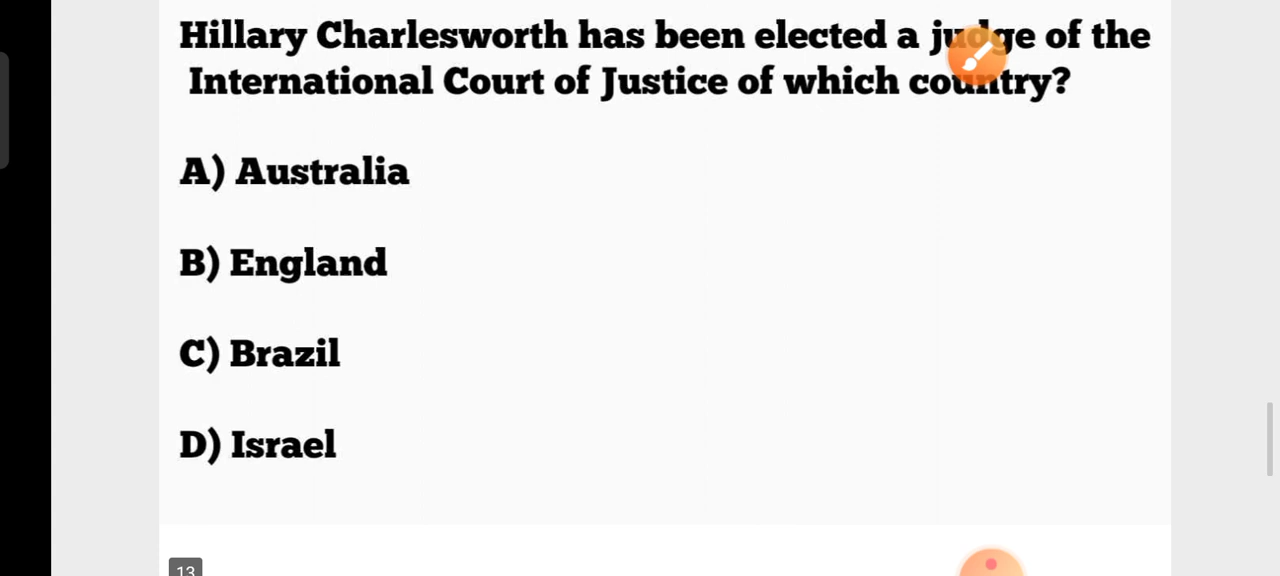 Hillary Charlesworth has been elected a judge of the
International Court of Justice of which country?
A) Australia
B) England
C) Brazil
D) Israel
13